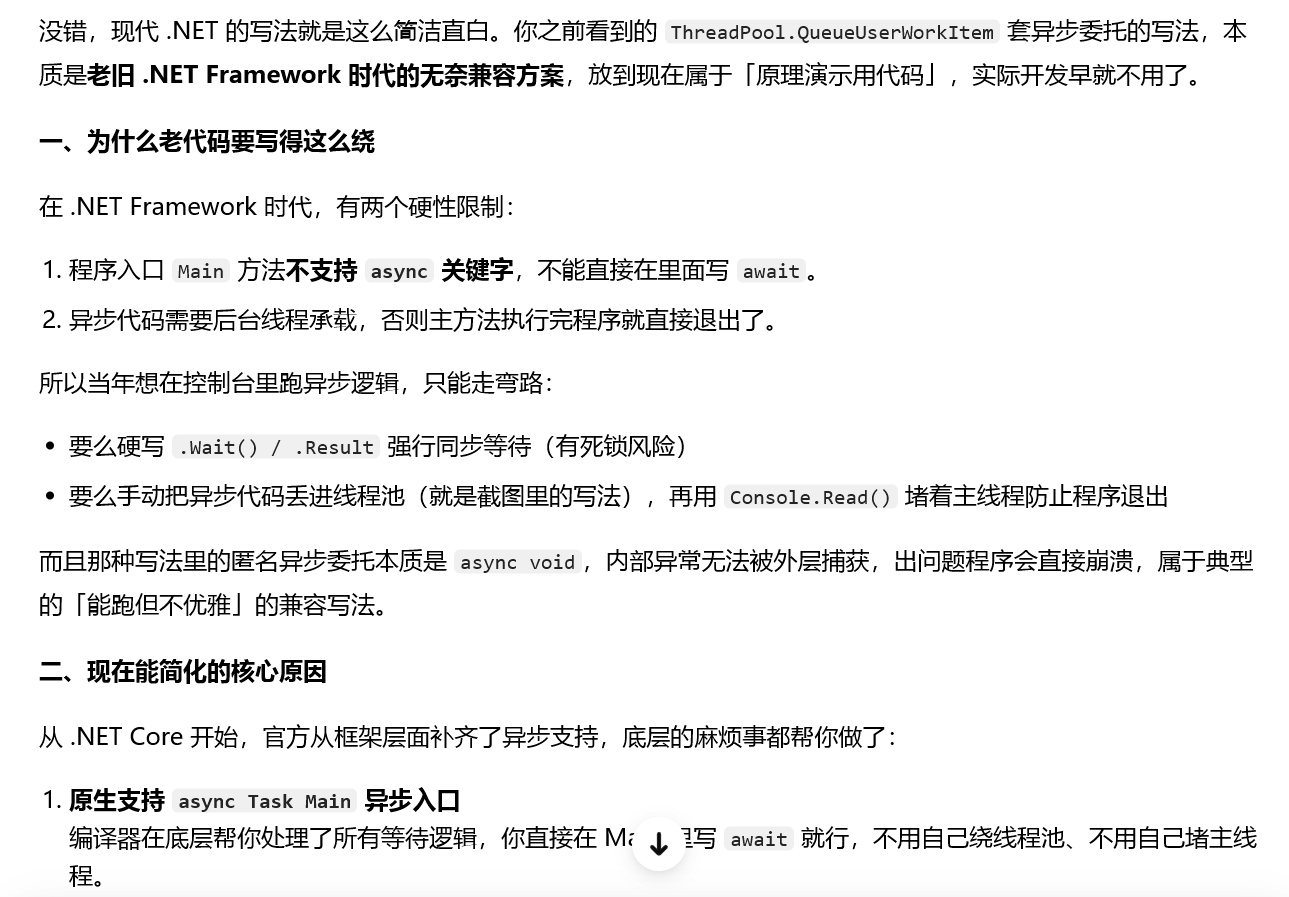 没错，现代 .NET 的写法就是这么简洁直白。你之前看到的 ThreadPool.QueueUserWorkItem 套异步委托的写法，本
质是老旧 .NET Framework 时代的无奈兼容方案，放到现在属于「原理演示用代码」，实际开发早就不用了。
一、为什么老代码要写得这么绕
在 .NET Framework 时代，有两个硬性限制：
1. 程序入口 Main 方法不支持 async 关键字，不能直接在里面写 await。
2. 异步代码需要后台线程承载，否则主方法执行完程序就直接退出了。
所以当年想在控制台里跑异步逻辑，只能走弯路：
• 要么硬写 .Wait() / .Result 强行同步等待（有死锁风险）
• 要么手动把异步代码丢进线程池（就是截图里的写法），再用 Console.Read() 堵着主线程防止程序退出
而且那种写法里的匿名异步委托本质是 async void，内部异常无法被外层捕获，出问题程序会直接崩溃，属于典型
的「能跑但不优雅」的兼容写法。
二、现在能简化的核心原因
从 .NET Core 开始，官方从框架层面补齐了异步支持，底层的麻烦事都帮你做了：
1. 原生支持 async Task Main 异步入口
编译器在底层帮你处理了所有等待逻辑，你直接在 写 await 就行，不用自己绕线程池、不用自己堵主线
程。